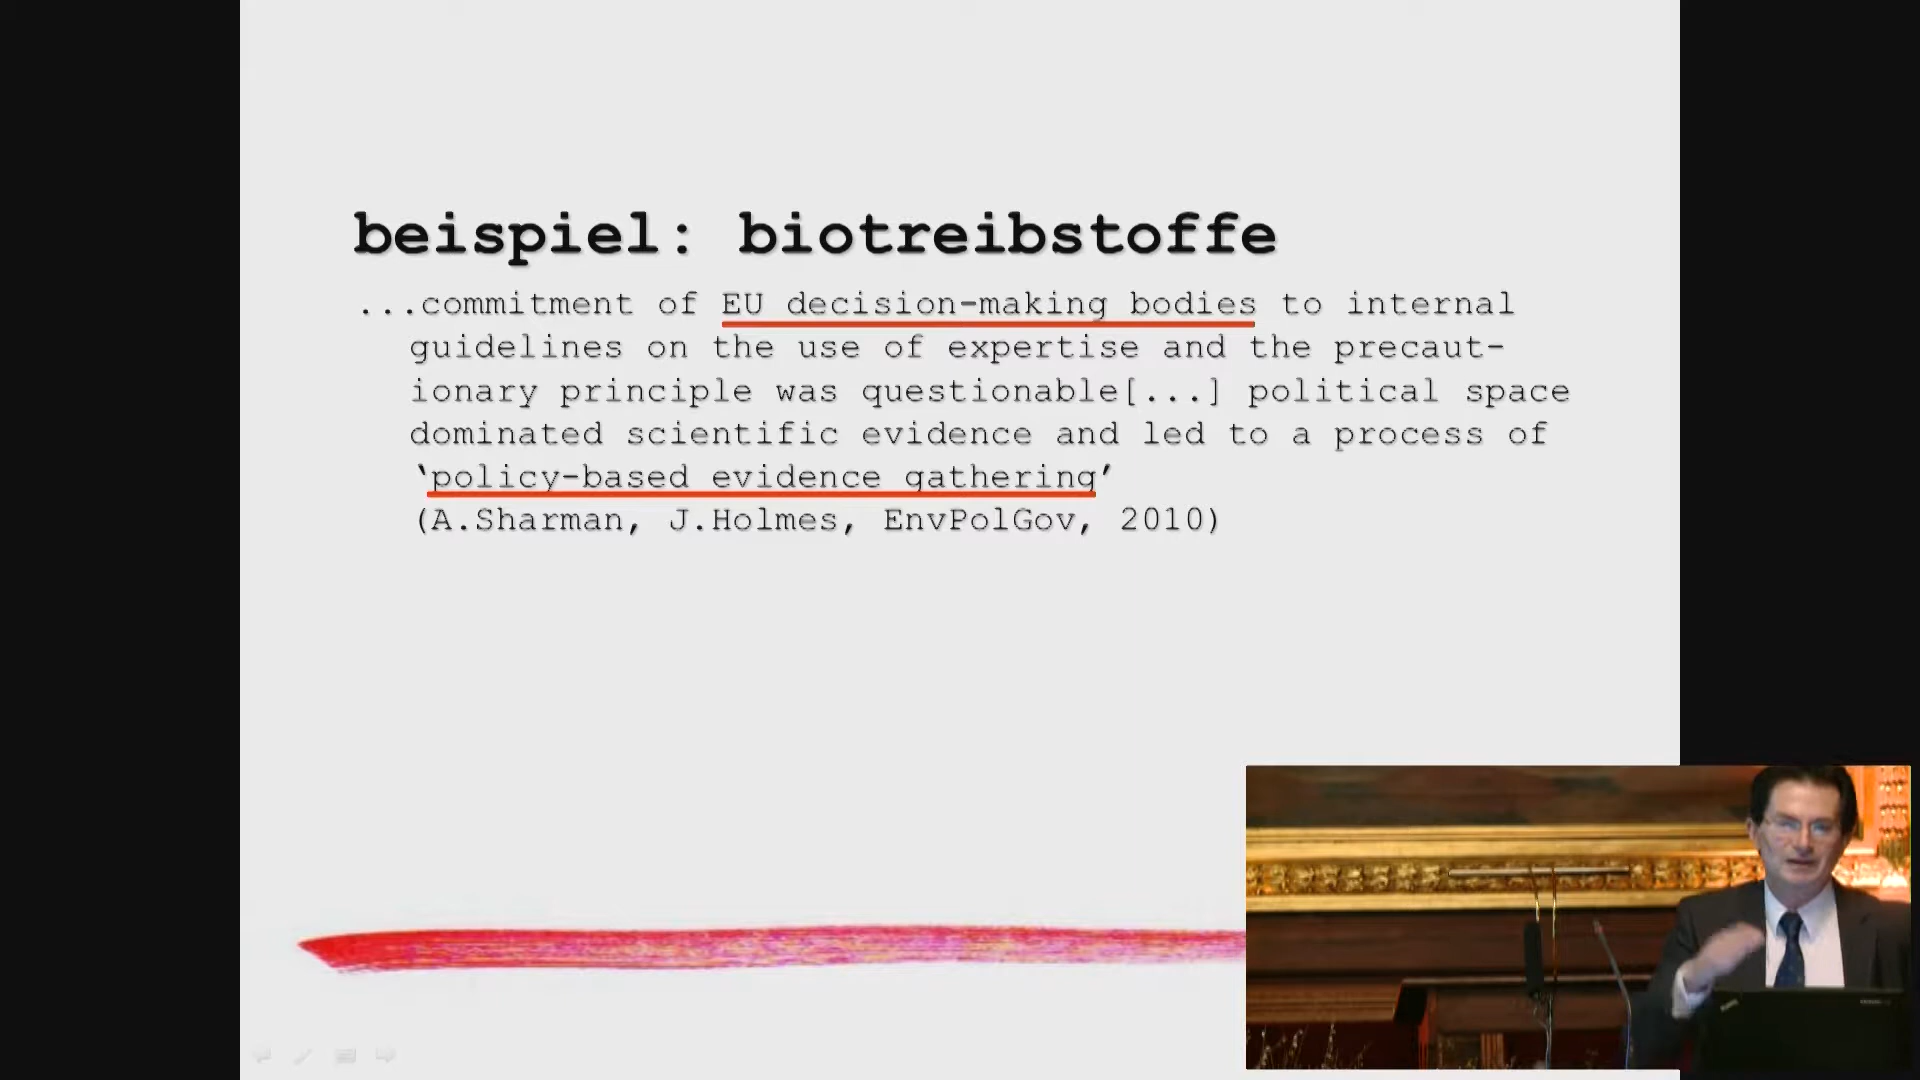 beispiel: biotreibstoffe
...commitment of EU decision-making bodies to internal
guidelines on the use of expertise and the precaut-
ionary principle was questionable[...] political space
dominated scientific evidence and led to a process of
‘policy-based evidence gathering’
(A.Sharman, J.Holmes, EnvPolGov, 2010)